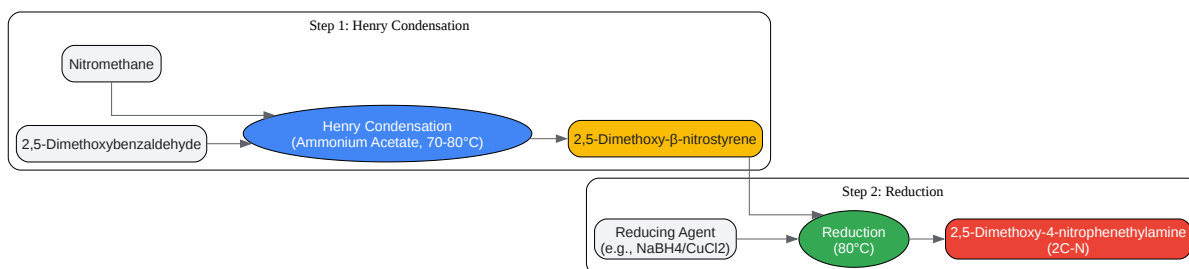 Step 1: Henry Condensation
Nitromethane
2,5-Dimethoxybenzaldehyde
Henry Condensation
(Ammonium Acetate, 70-80°C)
2,5-Dimethoxy-β-nitrostyrene
Step 2: Reduction
Reducing Agent
(e.g., NaBH4/CuCl2)
Reduction
(80°C)
2,5-Dimethoxy-4-nitrophenethylamine
(2C-N)